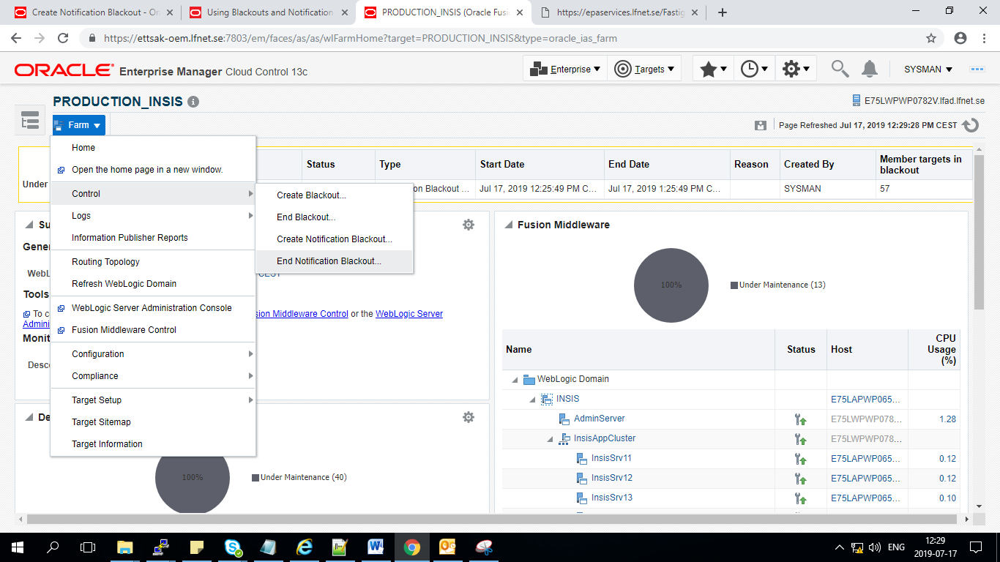 Create Notification Blackout - On
Using Blackouts and Notification
PRODUCTION_INSIS (Oracle Fusi
https://epaservices.lfnet.se/Fastig
https://ettsak-oem.lfnet.se:7803/em/faces/as/as/wlFarmHome?target=PRODUCTION_INSIS&type=oracle_ias_farm
ORACLE Enterprise Manager Cloud Control 13c
Enterprise
Targets
SYSMAN
PRODUCTION_INSIS
E75LWPWP0782V.lfad.lfnet.se
Farm
Page Refreshed Jul 17, 2019 12:29:28 PM CEST
Home
Open the home page in a new window.
Control
Logs
Information Publisher Reports
Routing Topology
Refresh WebLogic Domain
WebLogic Server Administration Console
Fusion Middleware Control
Configuration
Compliance
Target Setup
Target Sitemap
Target Information
Create Blackout...
End Blackout...
Create Notification Blackout...
End Notification Blackout...
Under
Status Type Start Date End Date Reason Created By Member targets in blackout
on Blackout ... Jul 17, 2019 12:25:49 PM C... Jul 17, 2019 1:25:49 PM C... SYSMAN 57
Su
Gener
WebL
CEST
Tools
To c
sion Middleware Control or the WebLogic Server
Admini
Monit
Desc
De
100%
Under Maintenance (40)
Fusion Middleware
100%
Under Maintenance (13)
Name Status Host CPU Usage (%)
WebLogic Domain
INSIS E75LAPWP065...
AdminServer E75LWPWP078... 1.28
InsisAppCluster E75LWPWP078...
InsisSrv11 E75LAPWP065... 0.12
InsisSrv12 E75LAPWP065... 0.12
InsisSrv13 E75LAPWP065... 0.10
ENG
12:29
2019-07-17